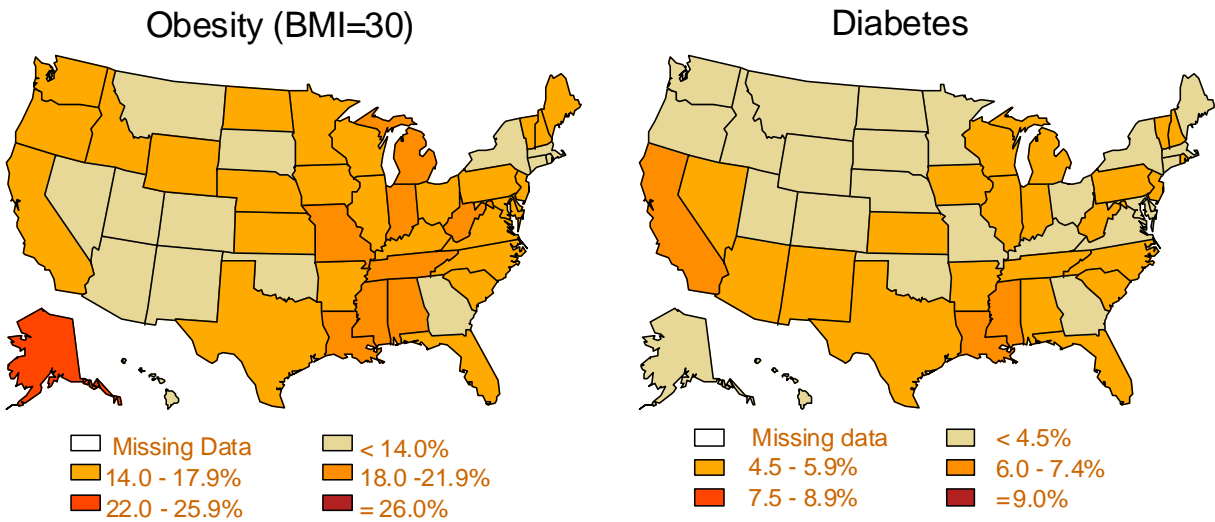 Obesity (BMI=30)
Diabetes
Missing Data
< 14.0%
14.0 - 17.9%
18.0 -21.9%
22.0 - 25.9%
= 26.0%
Missing data
< 4.5%
4.5 - 5.9%
6.0 - 7.4%
7.5 - 8.9%
=9.0%